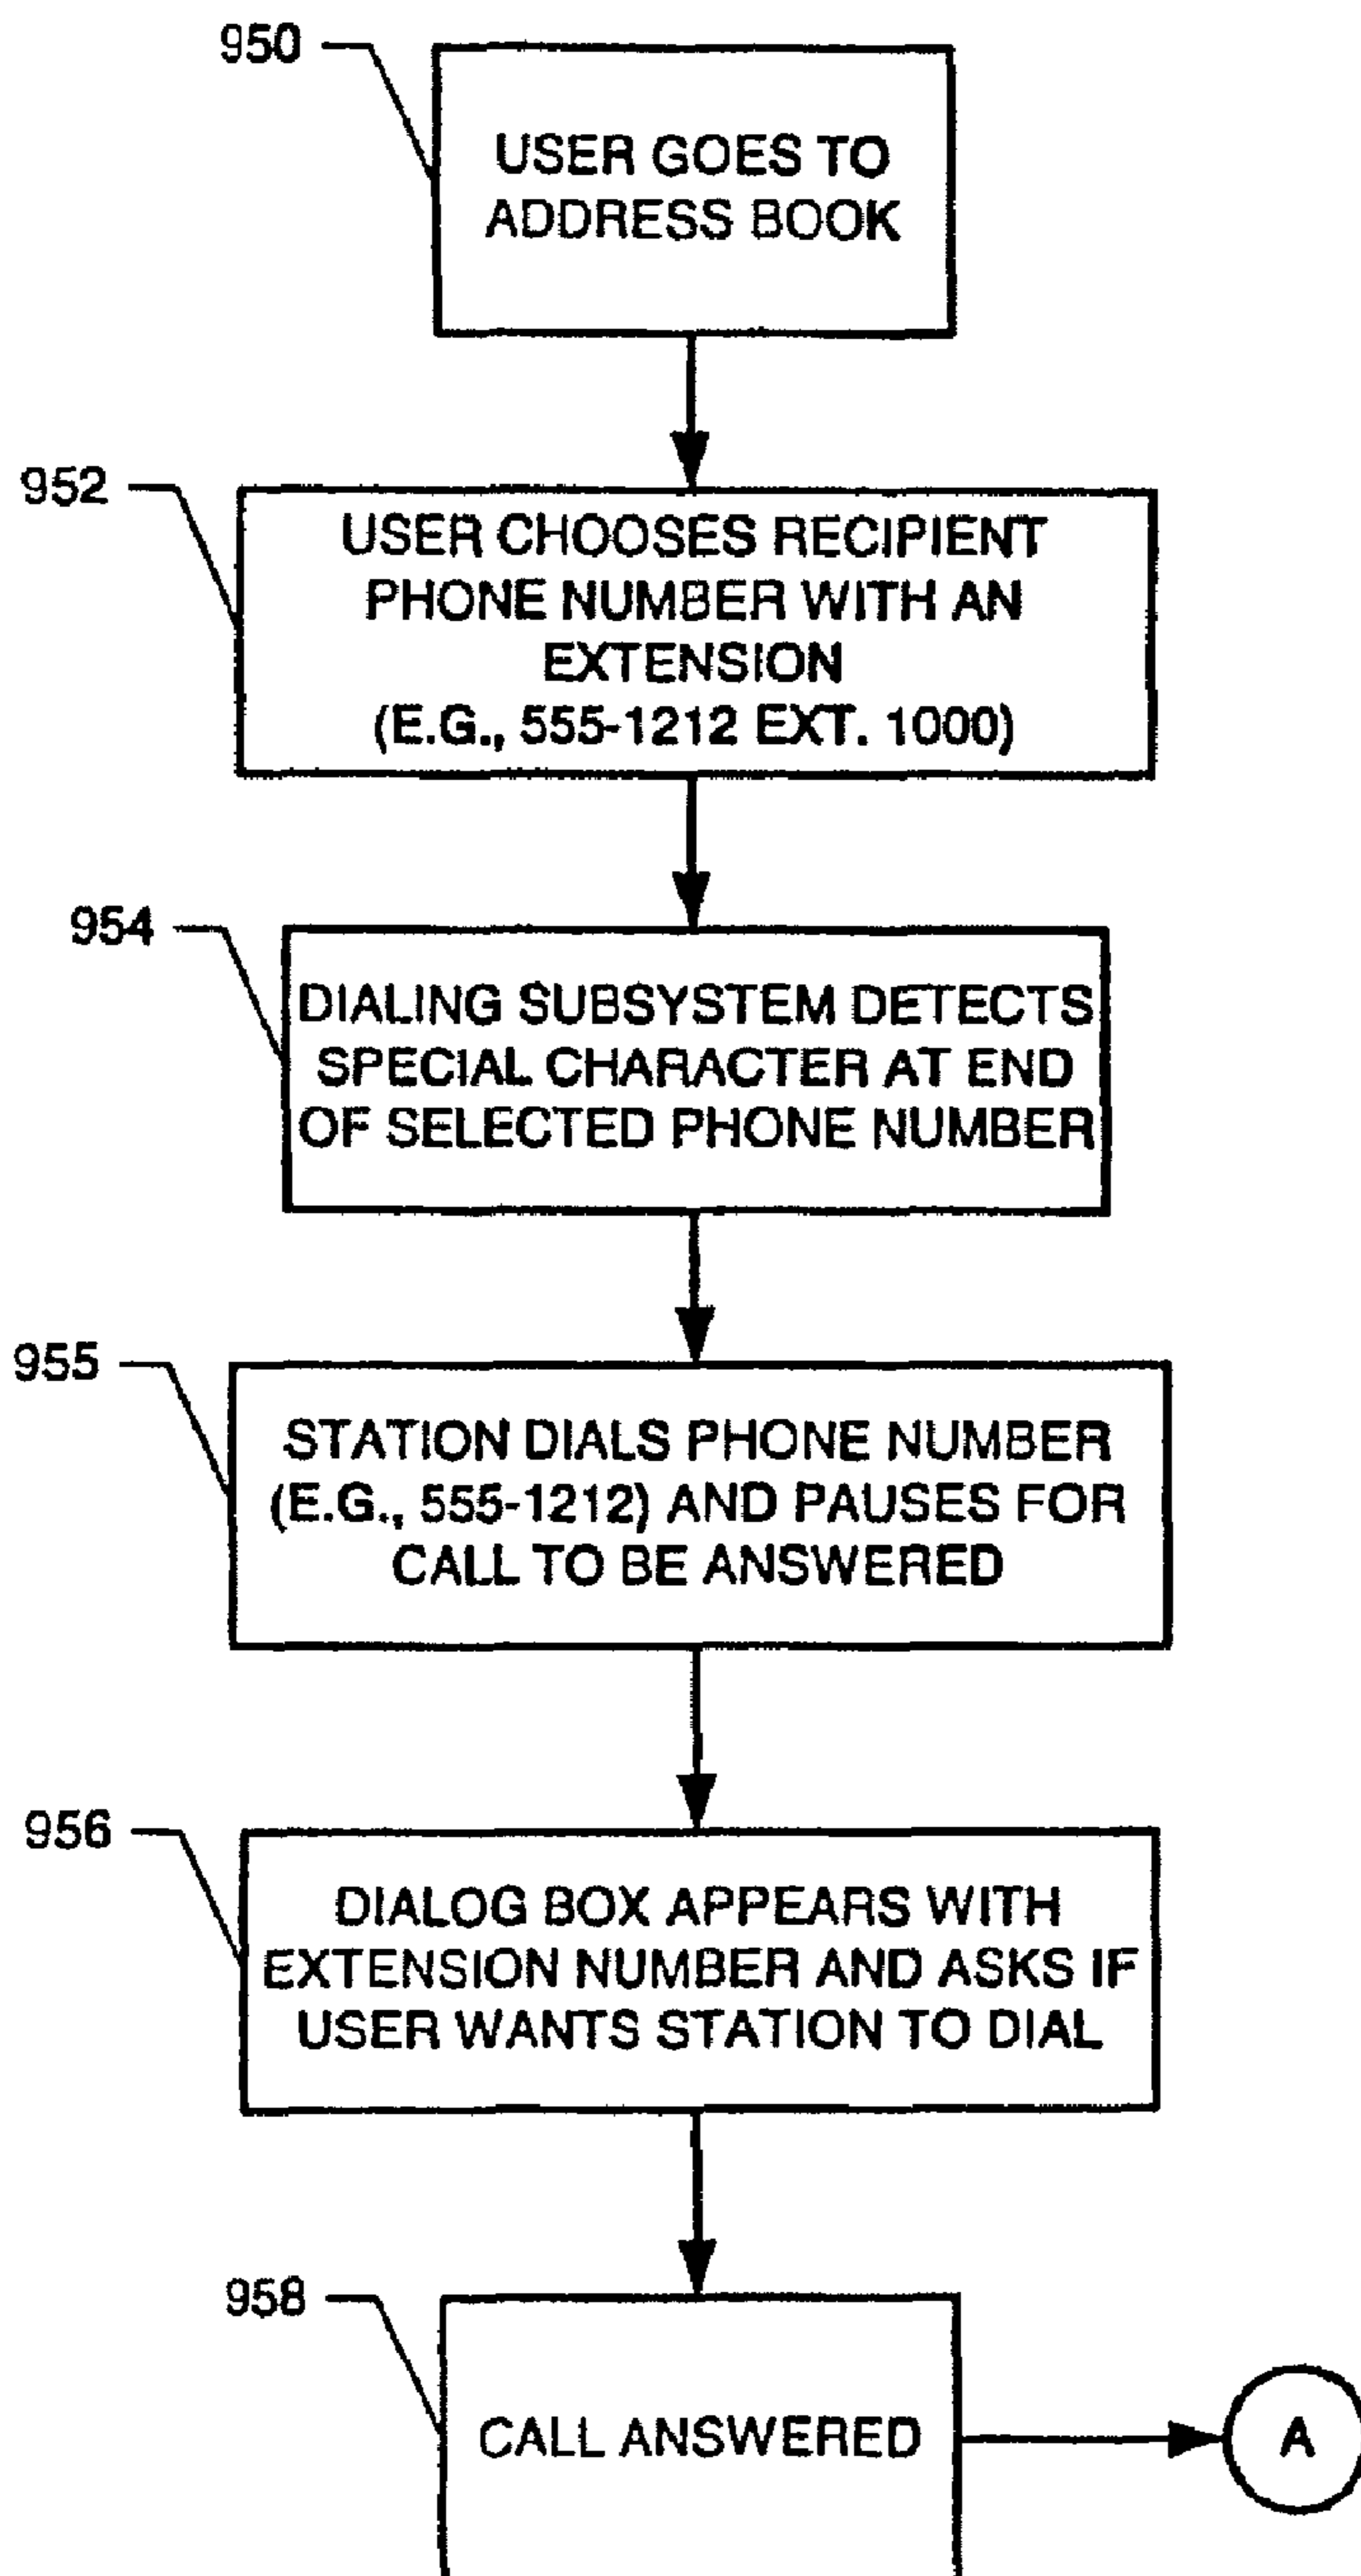 950
USER GOES TO
ADDRESS BOOK
952
USER CHOOSES RECIPIENT
PHONE NUMBER WITH AN
EXTENSION
(E.G., 555-1212 EXT. 1000)
954
DIALING SUBSYSTEM DETECTS
SPECIAL CHARACTER AT END
OF SELECTED PHONE NUMBER
955
STATION DIALS PHONE NUMBER
(E.G., 555-1212) AND PAUSES FOR
CALL TO BE ANSWERED
956
DIALOG BOX APPEARS WITH
EXTENSION NUMBER AND ASKS IF
USER WANTS STATION TO DIAL
958
CALL ANSWERED
A